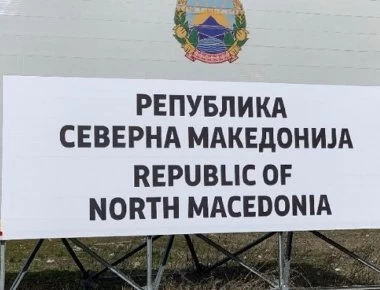 РЕПУБЛИКА
СЕВЕРНА МАКЕДОНИЈА
REPUBLIC OF
NORTH MACEDONIA